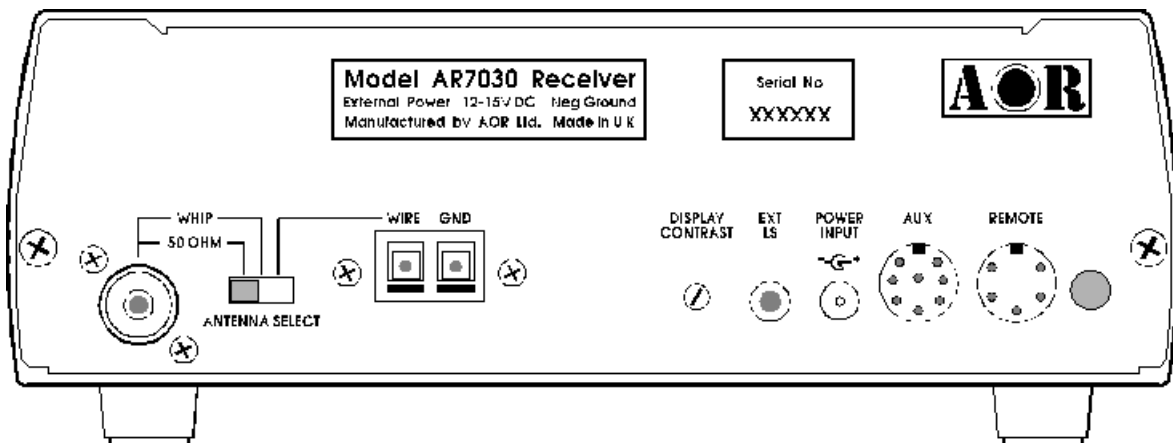 Model AR7030 Receiver
External Power 12-15V DC Neg Ground
Manufactured by AOR Ltd. Made in U K
Serial No
XXXXXX
AOR
WHIP
50 OHM
WIRE GND
ANTENNA SELECT
DISPLAY
CONTRAST
EXT
LS
POWER
INPUT
AUX
REMOTE